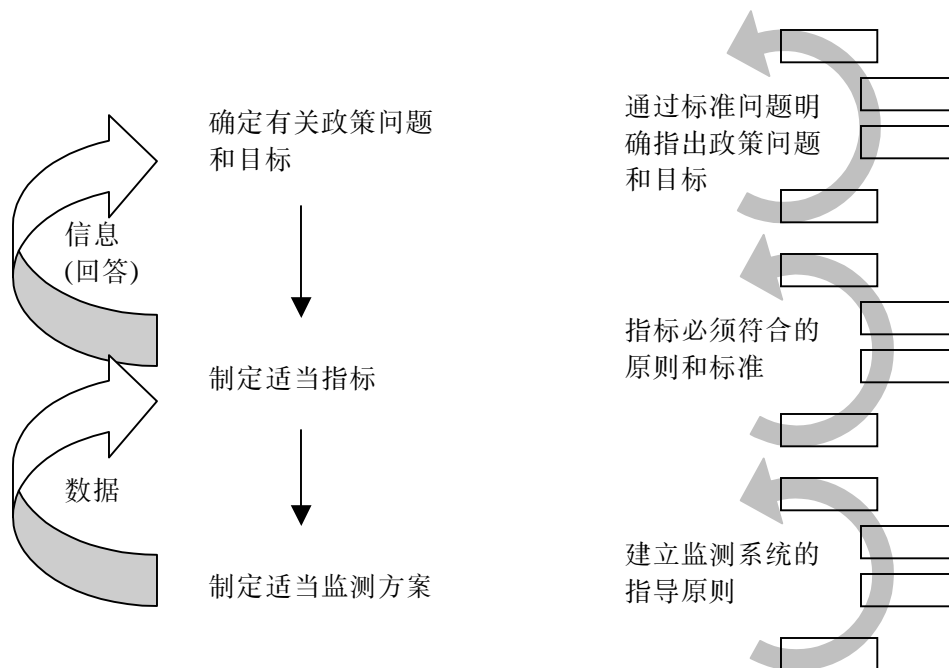 确定有关政策问题
和目标
信息
(回答)
制定适当指标
数据
制定适当监测方案
通过标准问题明
确指出政策问题
和目标
指标必须符合的
原则和标准
建立监测系统的
指导原则